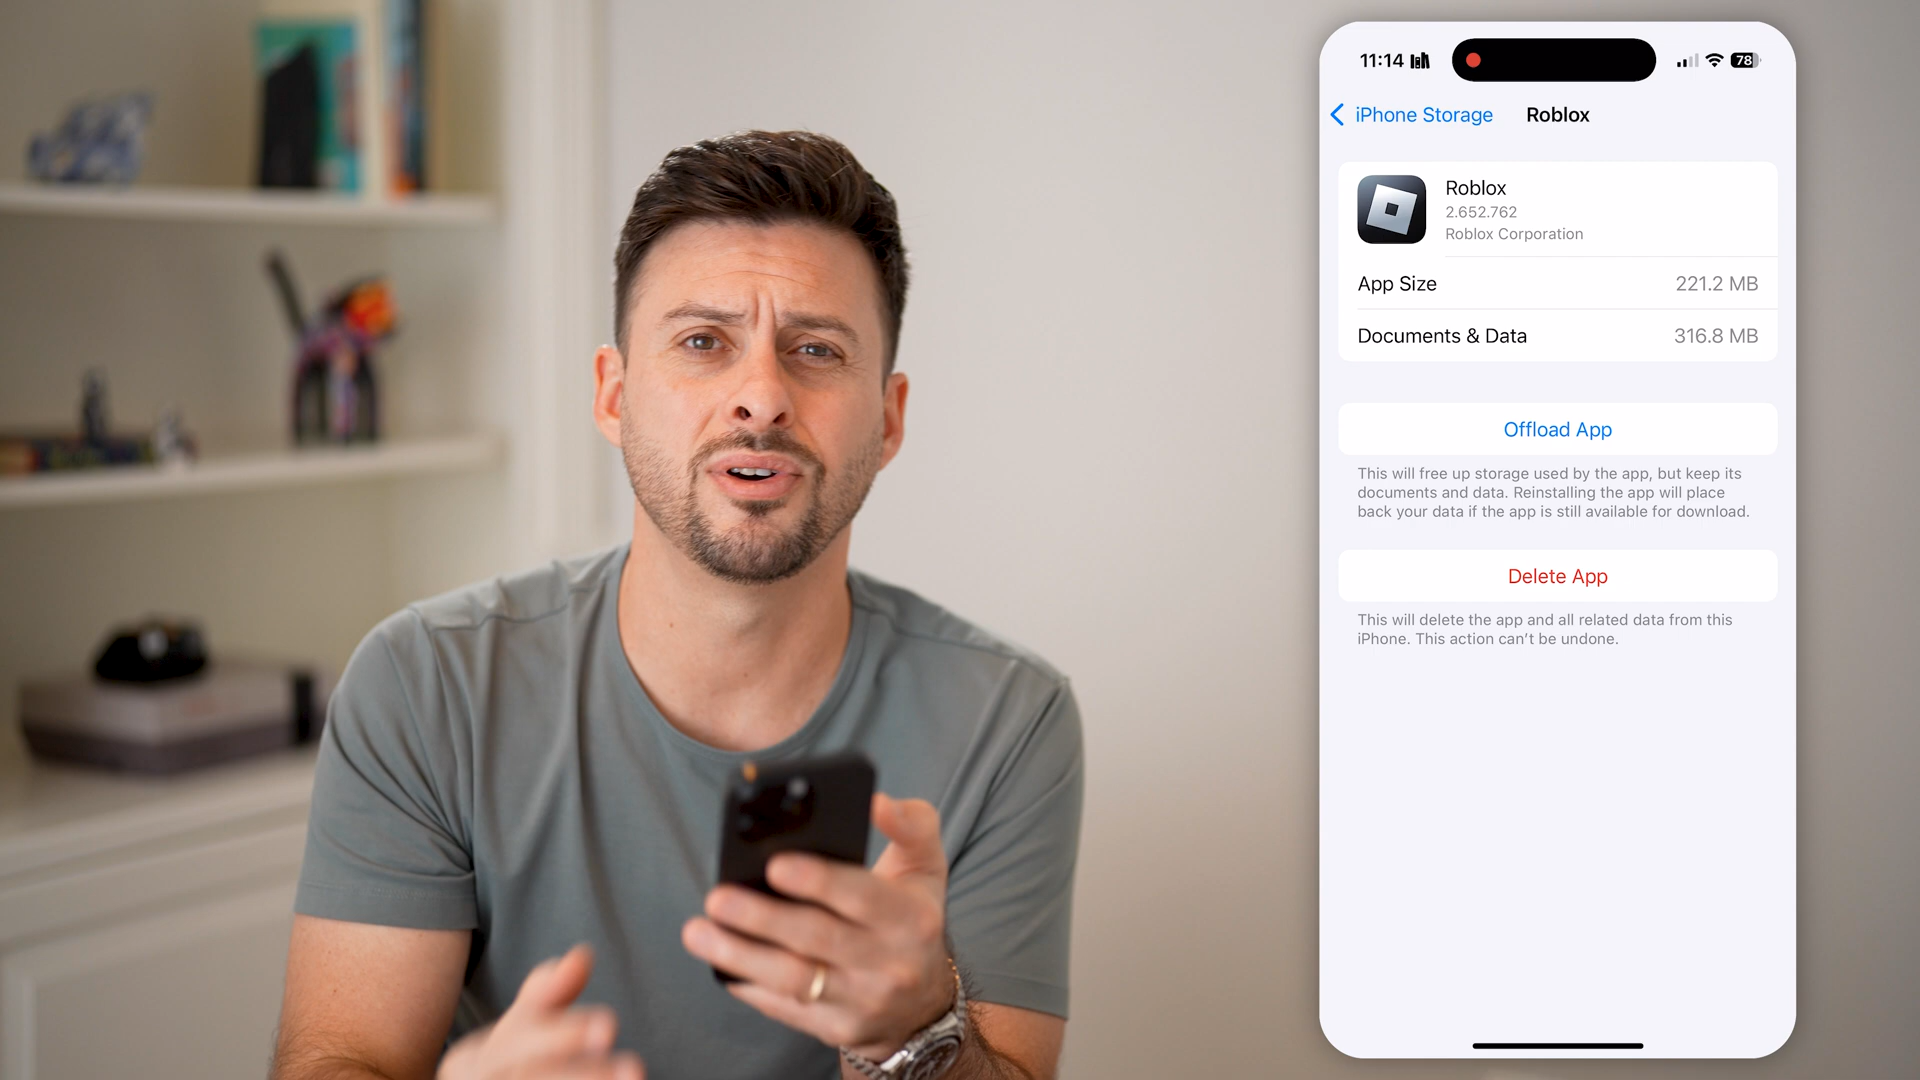 11:14
78
iPhone Storage
Roblox
Roblox
2.652.762
Roblox Corporation
App Size
221.2 MB
Documents & Data
316.8 MB
Offload App
This will free up storage used by the app, but keep its
documents and data. Reinstalling the app will place
back your data if the app is still available for download.
Delete App
This will delete the app and all related data from this
iPhone. This action can’t be undone.